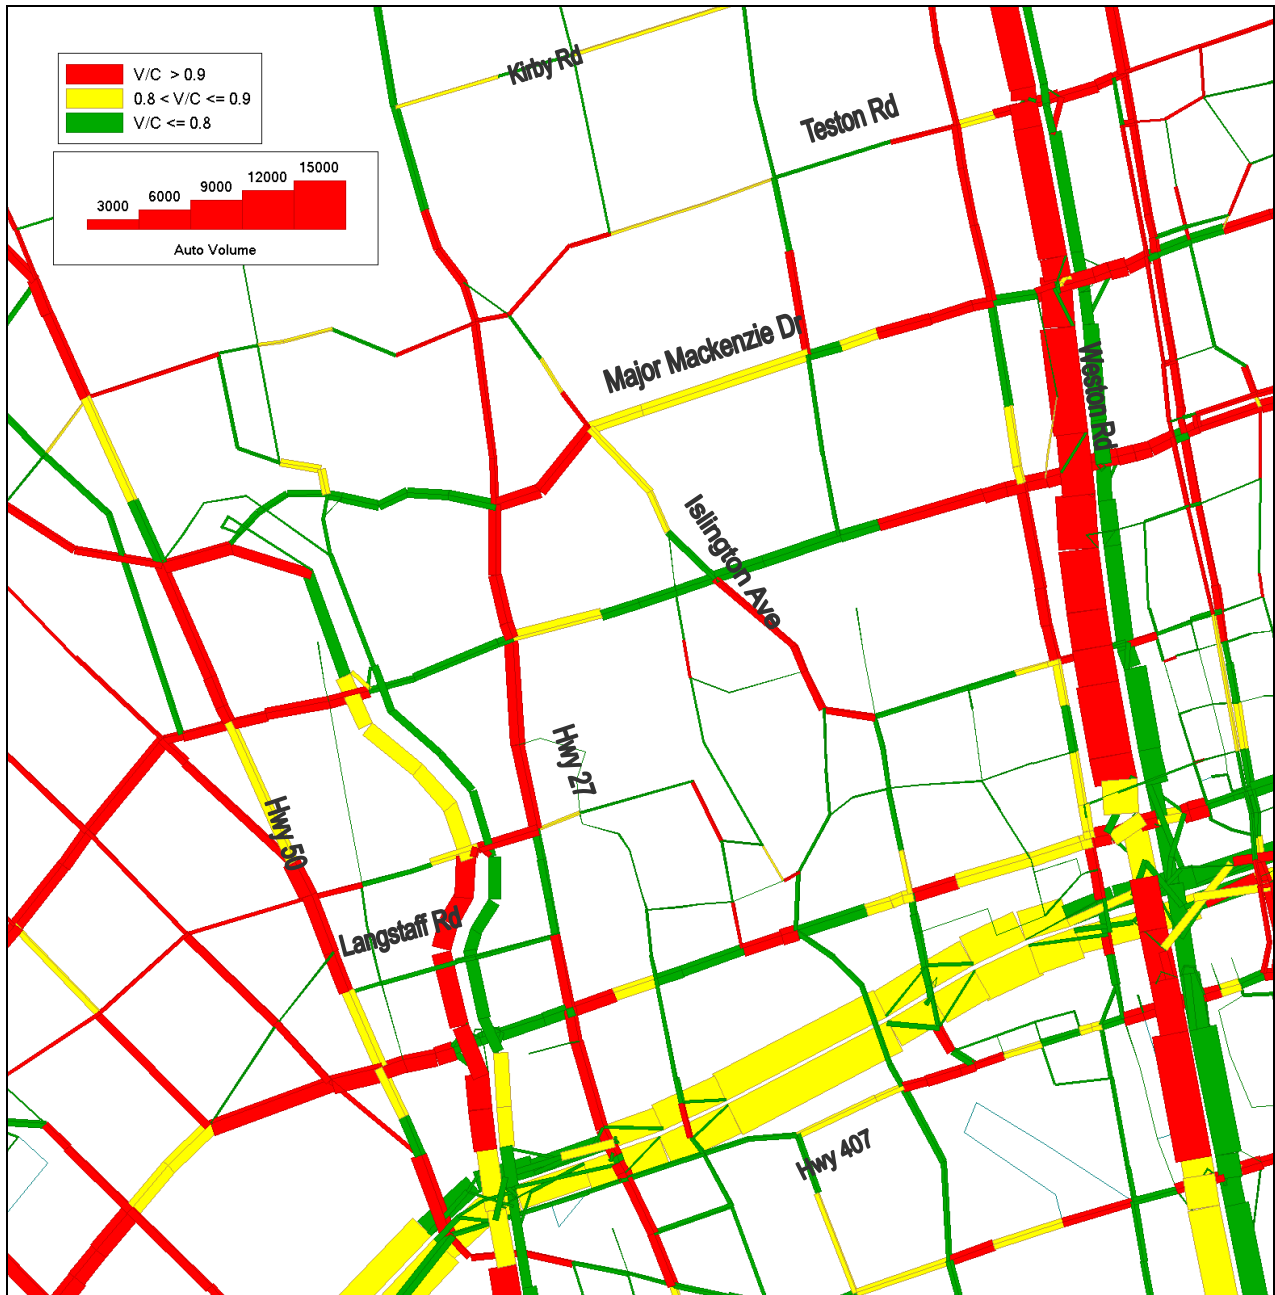 Kirby Rd
V/C > 0.9
0.8 < V/C <= 0.9
V/C <= 0.8
Teston Rd
3000 6000 9000 12000 15000
Auto Volume
Major Mackenzie Dr
Weston Rd
Islington Ave
Hwy 27
Hwy 50
Langstaff Rd
Hwy 407